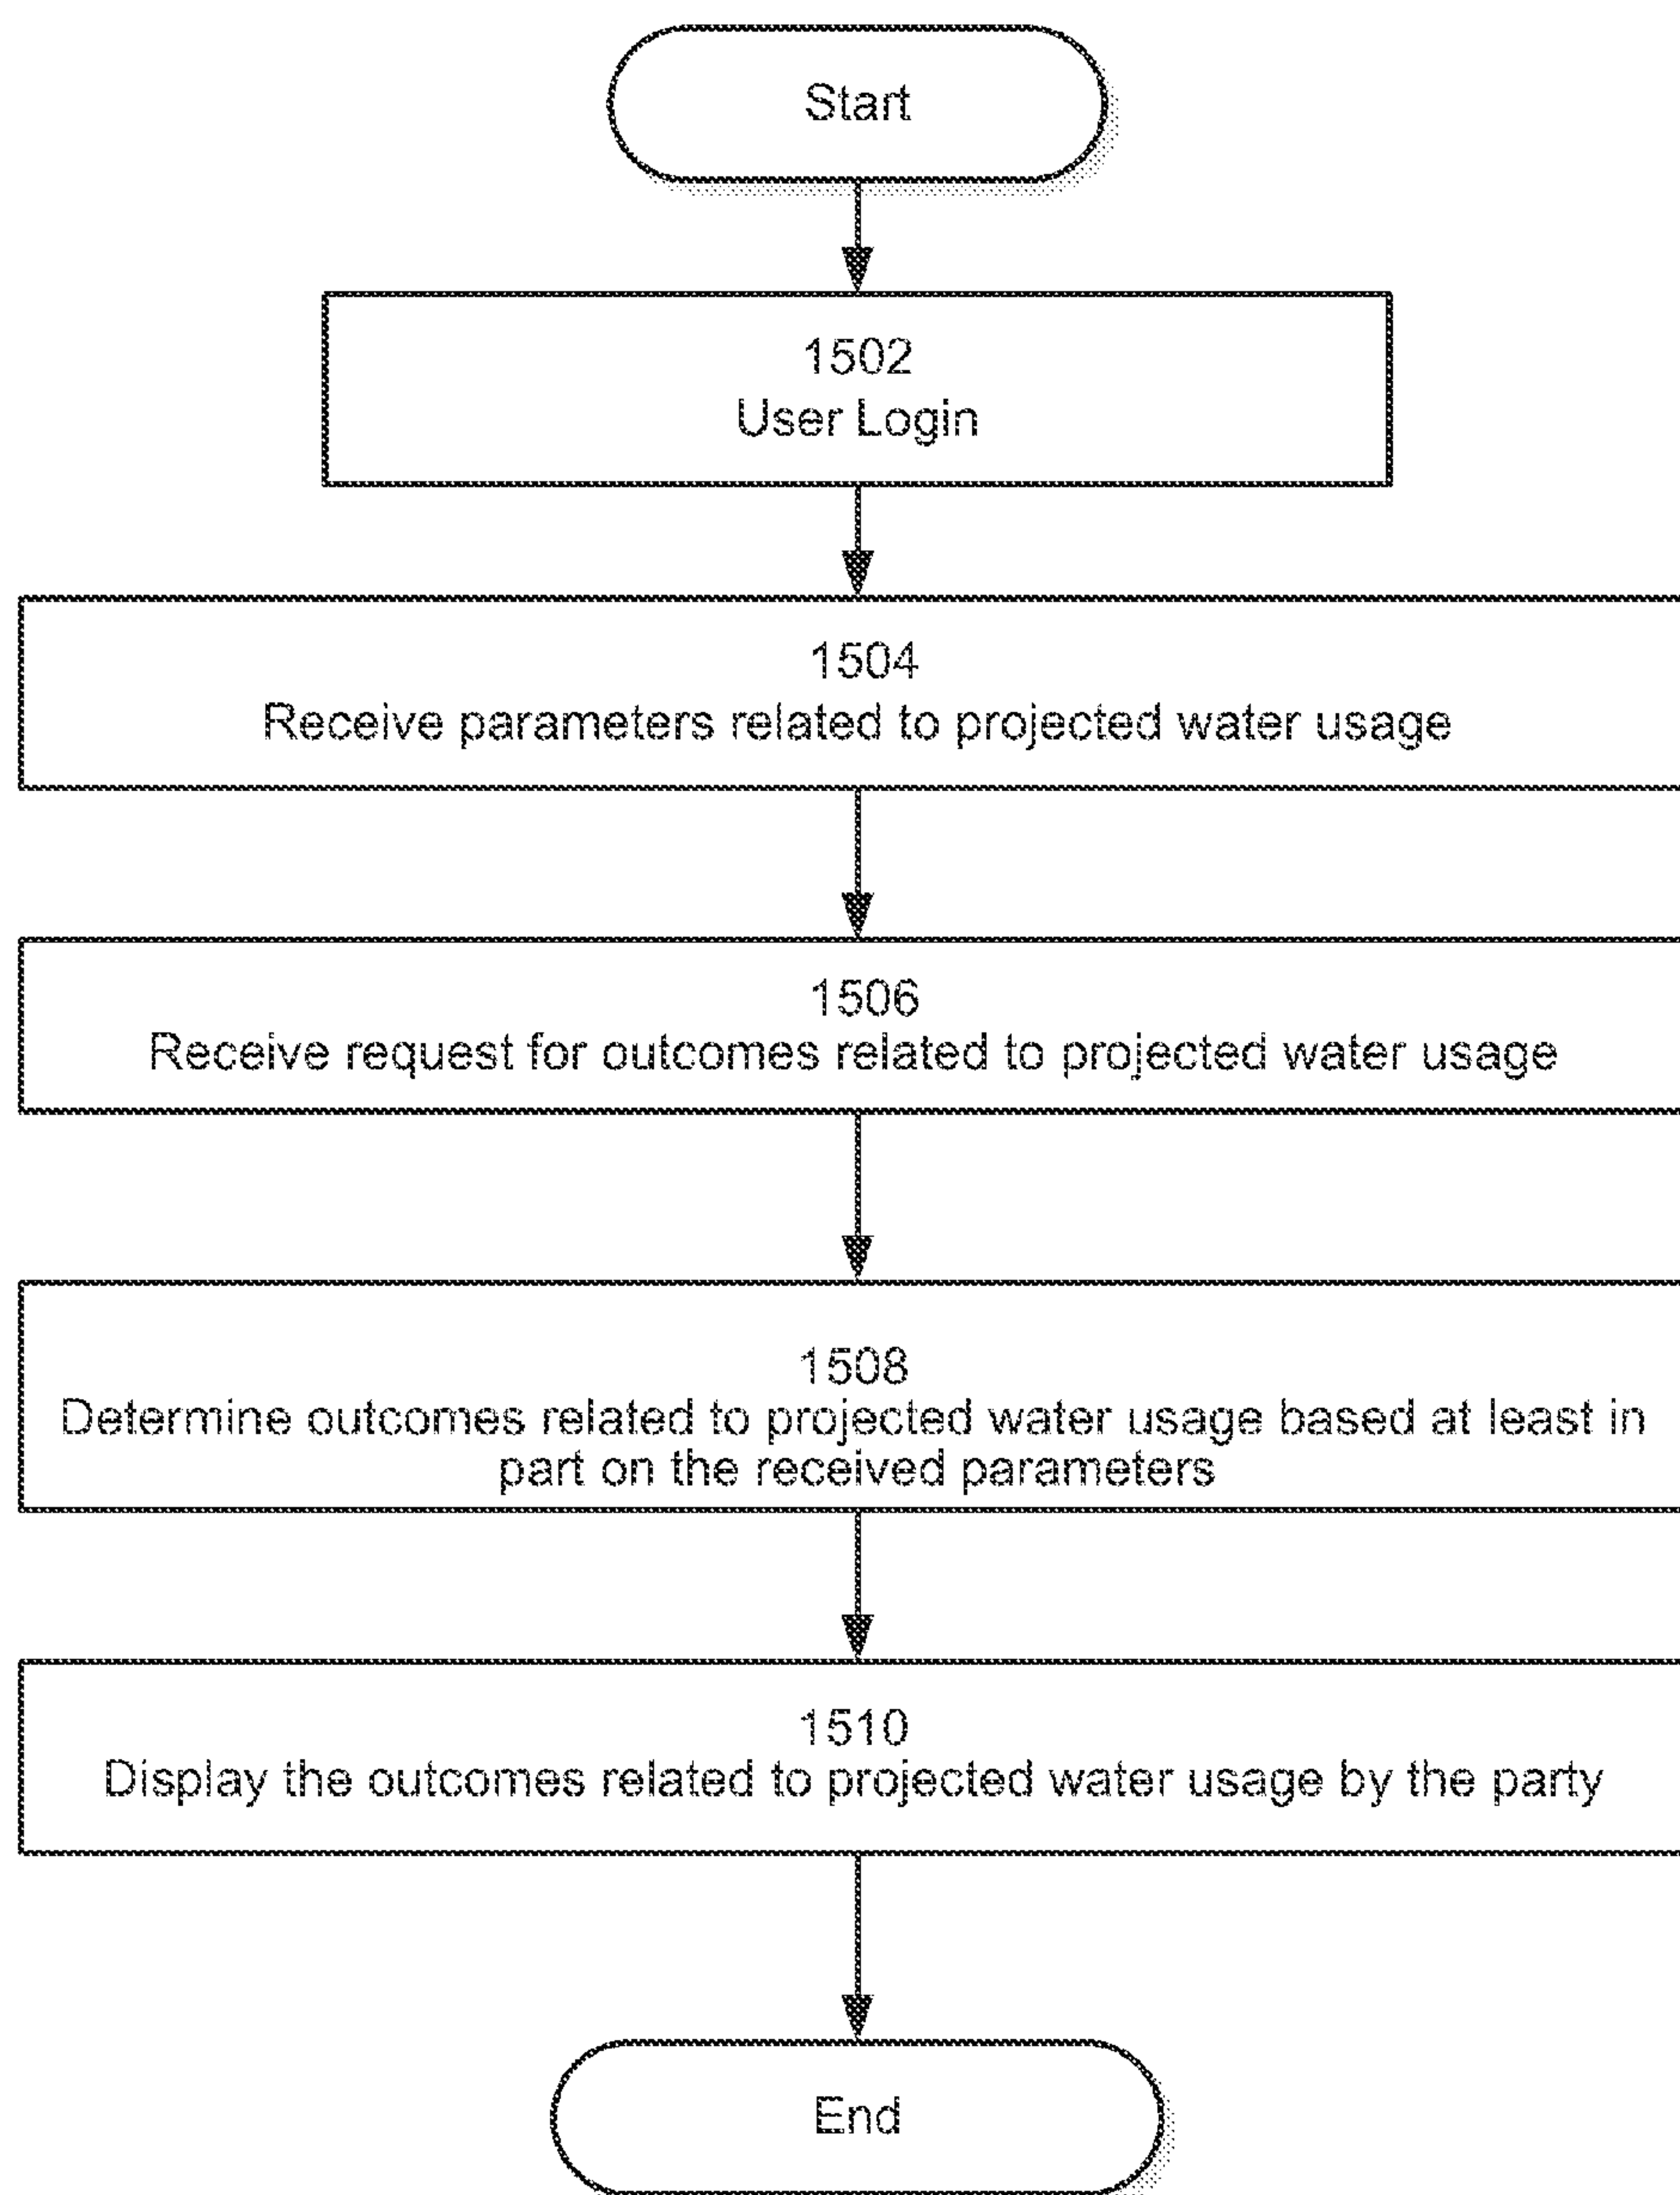 Start
1502
User Login
1504
Receive parameters related to projected water usage
1506
Receive request for outcomes related to projected water usage
1508
Determine outcomes related to projected water usage based at least in
part on the received parameters
1510
Display the outcomes related to projected water usage by the party
End